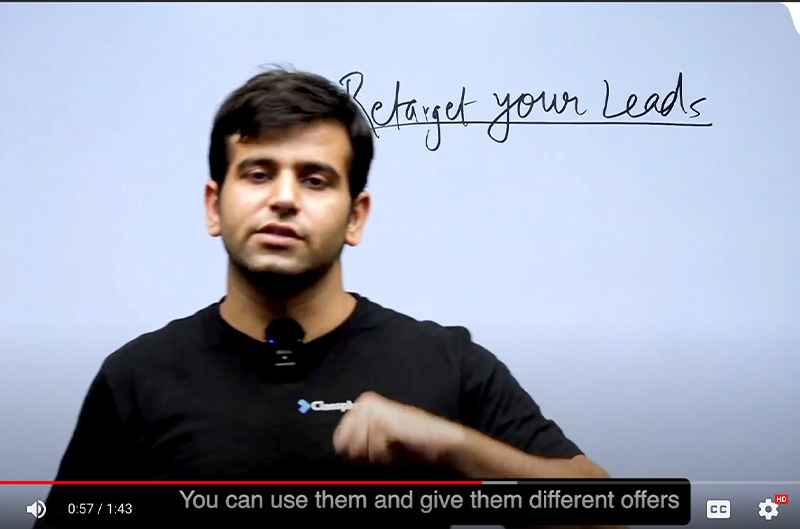 Retarget your Leads
You can use them and give them different offers
0:57 / 1:43
CC
HD